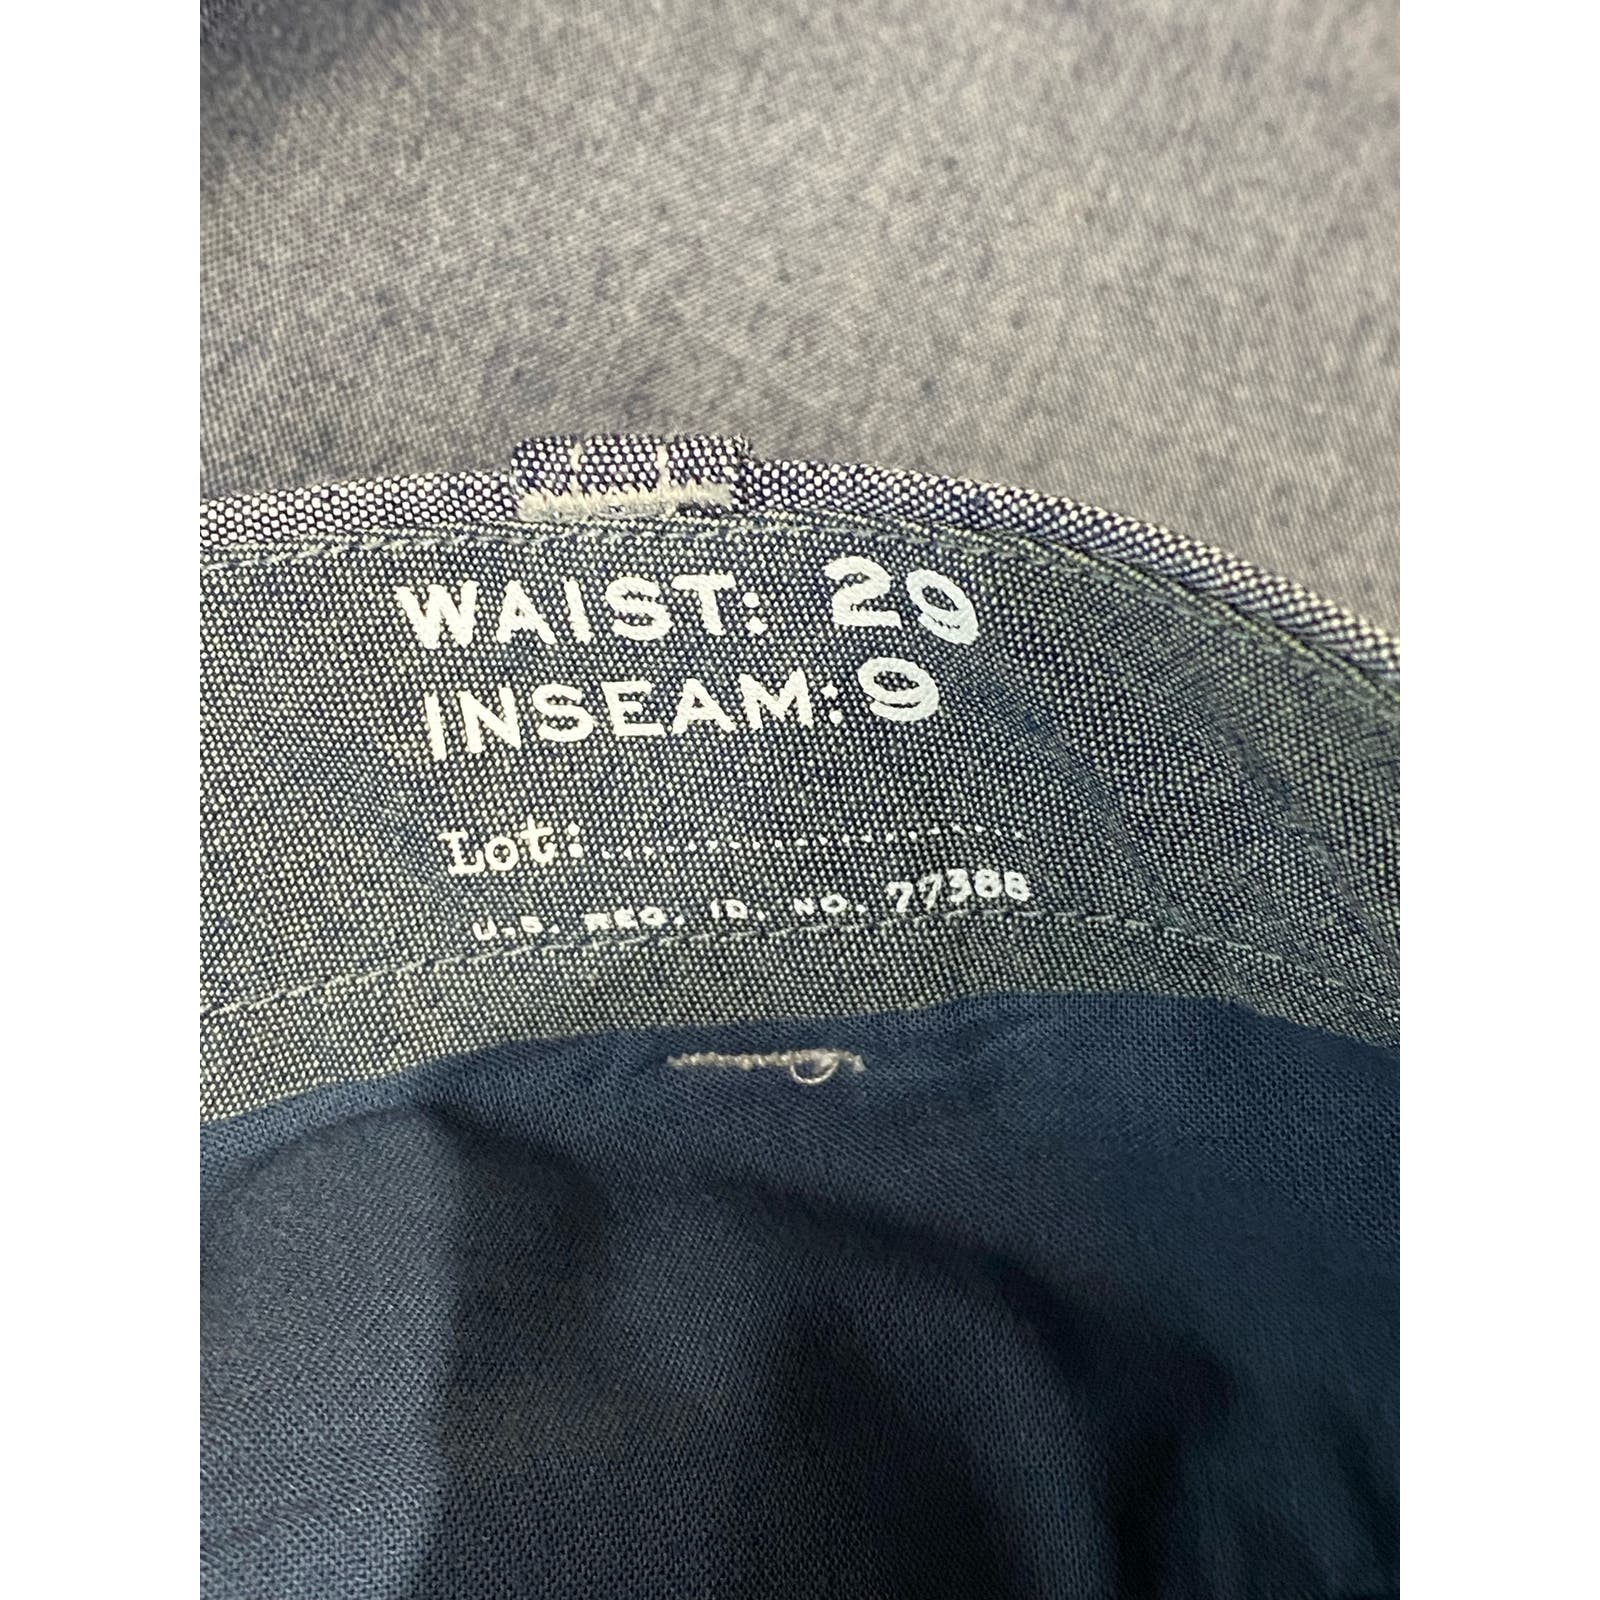 WAIST: 29
INSEAM: 9
Lot:........................
U.S. REG. ID. NO. 77388